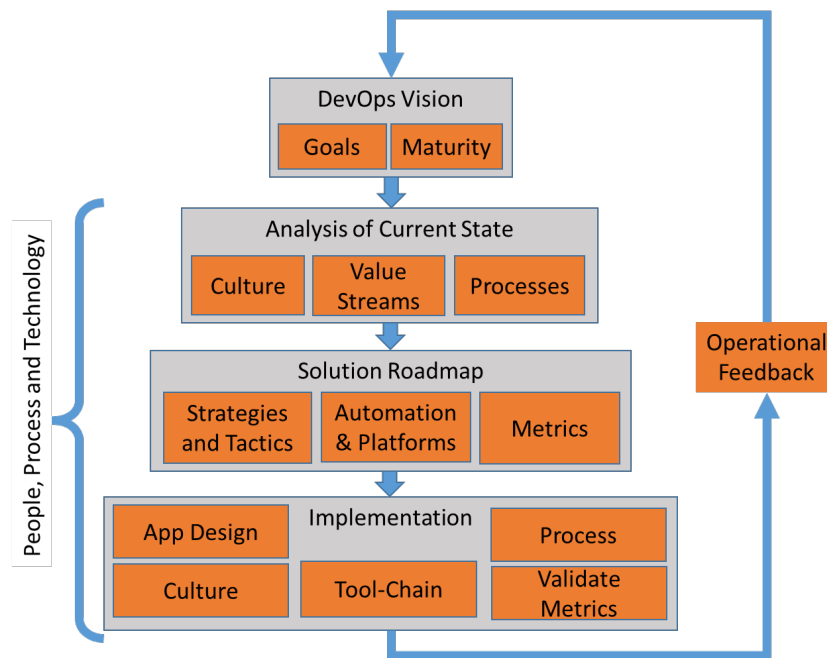 DevOps Vision
Goals
Maturity
People, Process and Technology
Analysis of Current State
Culture
Value
Streams
Processes
Operational
Feedback
Solution Roadmap
Strategies
and Tactics
Automation
& Platforms
Metrics
Implementation
App Design
Process
Culture
Tool-Chain
Validate
Metrics